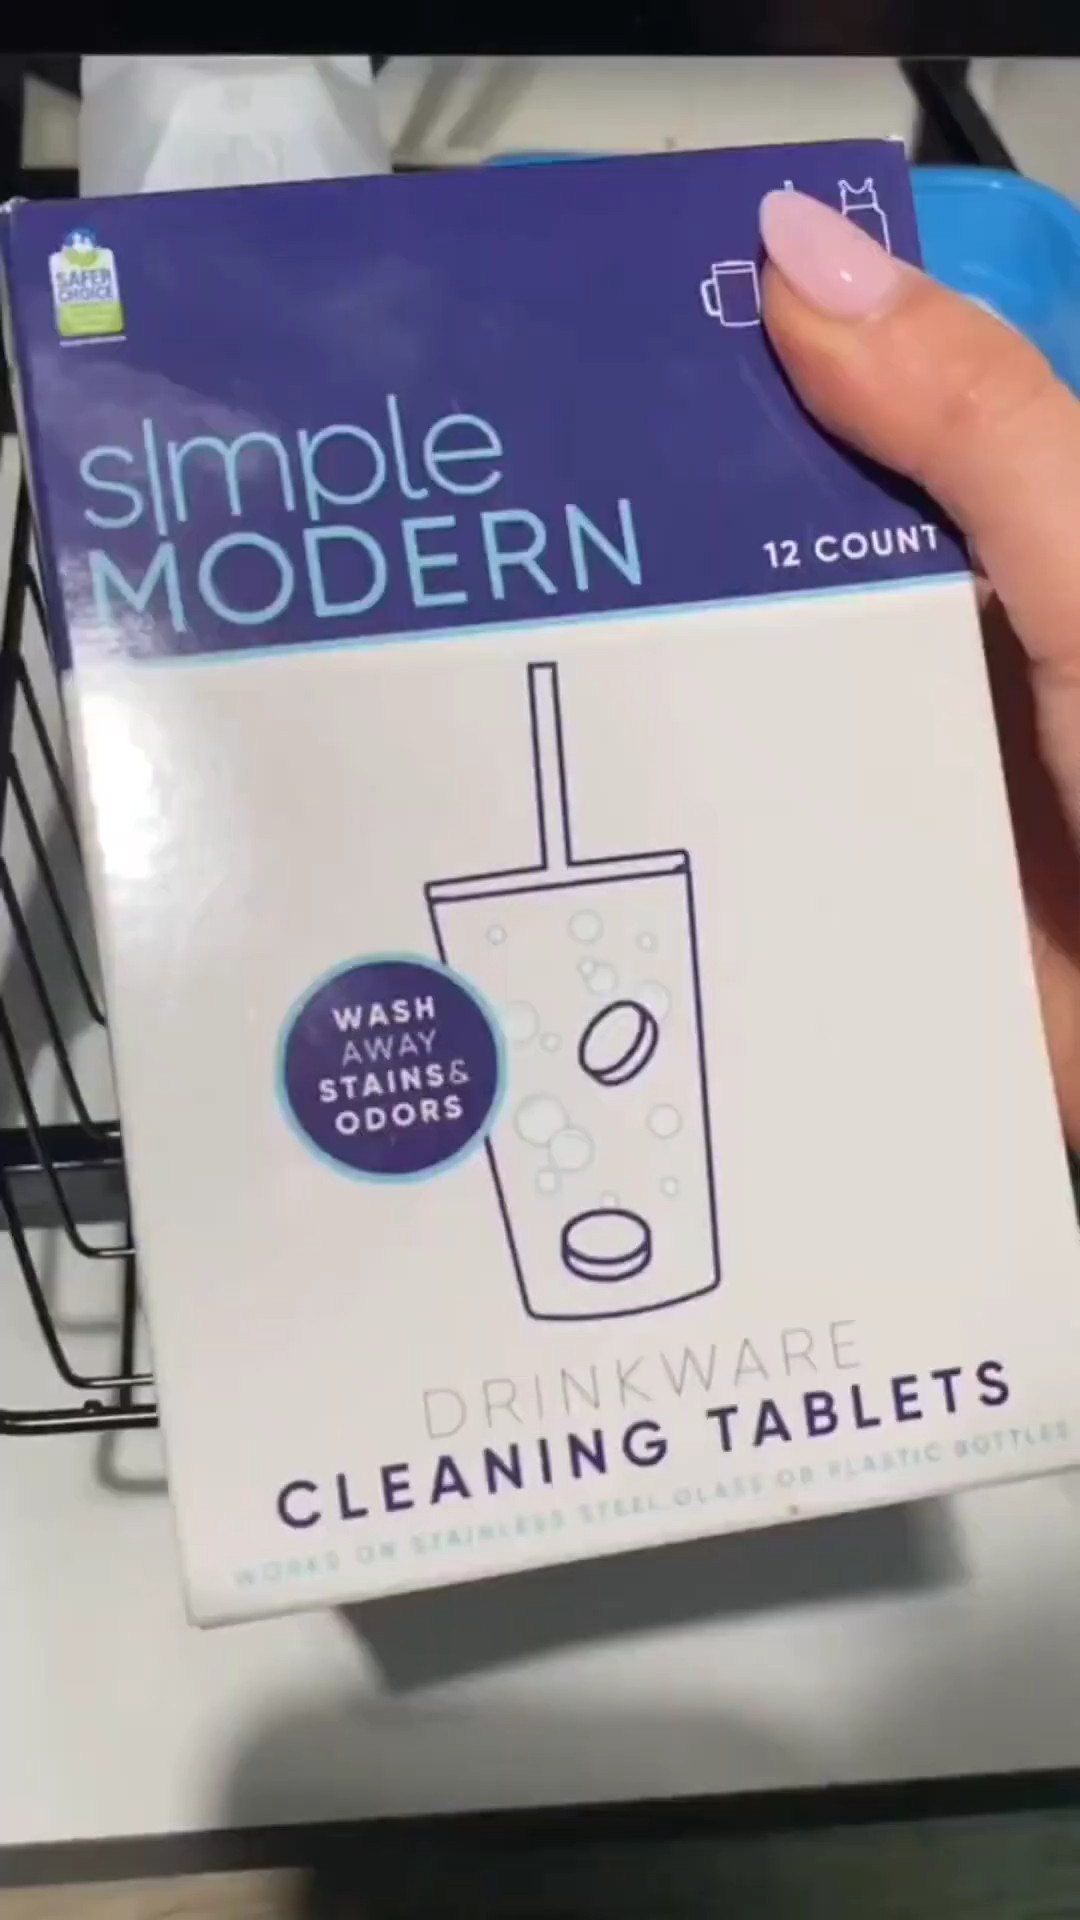 SAFER
CHOICE
sImple
MODERN
12 COUNT
WASH
AWAY
STAINS&
ODORS
DRINKWARE
CLEANING TABLETS
WORKS ON STAINLESS STEEL, GLASS OR PLASTIC BOTTLES